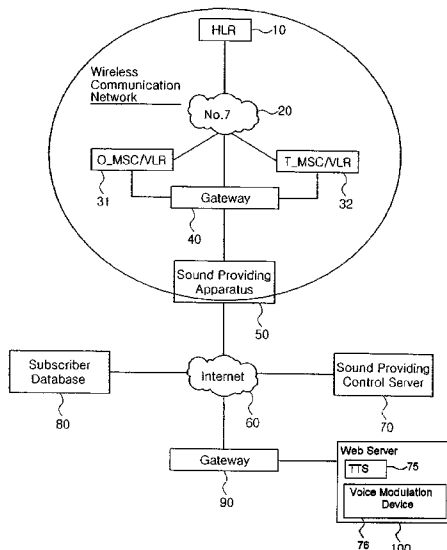 HLR
10
Wireless
Communication
Network
No.7
20
O_MSC/VLR
T_MSC/VLR
31
32
Gateway
40
Sound Providing
Apparatus
50
Subscriber
Database
80
Internet
60
Sound Providing
Control Server
70
Gateway
90
Web Server
TTS
75
Voice Modulation
Device
76
100